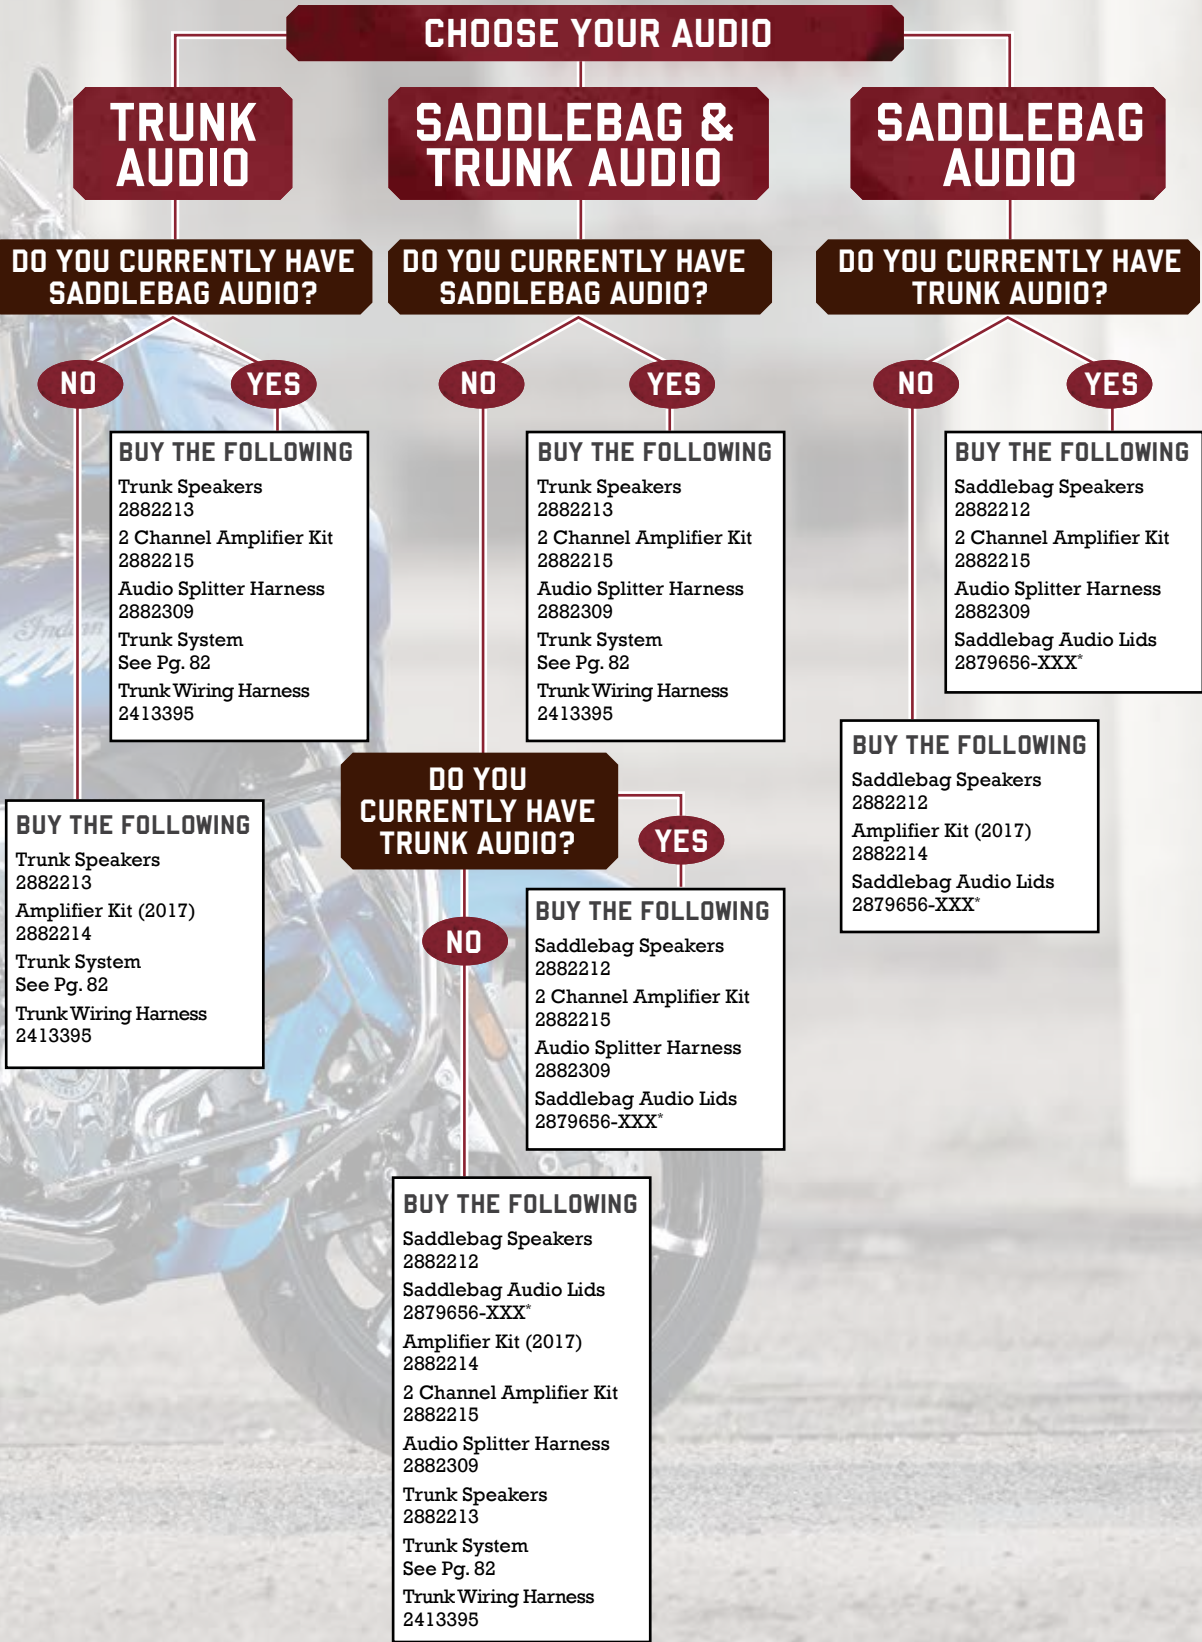 CHOOSE YOUR AUDIO
TRUNK
AUDIO
DO YOU CURRENTLY HAVE
SADDLEBAG AUDIO?
NO
YES
BUY THE FOLLOWING
Trunk Speakers
2882213
2 Channel Amplifier Kit
2882215
Audio Splitter Harness
2882309
Trunk System
See Pg. 82
Trunk Wiring Harness
2413395
BUY THE FOLLOWING
Trunk Speakers
2882213
Amplifier Kit (2017)
2882214
Trunk System
See Pg. 82
Trunk Wiring Harness
2413395
SADDLEBAG &
TRUNK AUDIO
DO YOU CURRENTLY HAVE
SADDLEBAG AUDIO?
NO
YES
BUY THE FOLLOWING
Trunk Speakers
2882213
2 Channel Amplifier Kit
2882215
Audio Splitter Harness
2882309
Trunk System
See Pg. 82
Trunk Wiring Harness
2413395
DO YOU
CURRENTLY HAVE
TRUNK AUDIO?
YES
NO
BUY THE FOLLOWING
Saddlebag Speakers
2882212
2 Channel Amplifier Kit
2882215
Audio Splitter Harness
2882309
Saddlebag Audio Lids
2879656-XXX*
BUY THE FOLLOWING
Saddlebag Speakers
2882212
Saddlebag Audio Lids
2879656-XXX*
Amplifier Kit (2017)
2882214
2 Channel Amplifier Kit
2882215
Audio Splitter Harness
2882309
Trunk Speakers
2882213
Trunk System
See Pg. 82
Trunk Wiring Harness
2413395
SADDLEBAG
AUDIO
DO YOU CURRENTLY HAVE
TRUNK AUDIO?
NO
YES
BUY THE FOLLOWING
Saddlebag Speakers
2882212
2 Channel Amplifier Kit
2882215
Audio Splitter Harness
2882309
Saddlebag Audio Lids
2879656-XXX*
BUY THE FOLLOWING
Saddlebag Speakers
2882212
Amplifier Kit (2017)
2882214
Saddlebag Audio Lids
2879656-XXX*
Indian